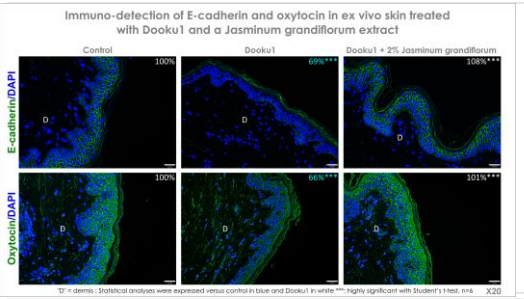 Immuno-detection of E-cadherin and oxytocin in ex vivo skin treated
with Dooku1 and a Jasminum grandiflorum extract
Control
Dooku1
Dooku1 + 2% Jasminum grandiflorum
E-cadherin/DAPI
100%
D
69%***
D
108%***
D
Oxytocin/DAPI
100%
D
66%***
D
101%***
D
"D" = dermis ; Statistical analyses were expressed versus control in blue and Dooku1 in white ***: highly significant with Student's t-test, n=6
X20